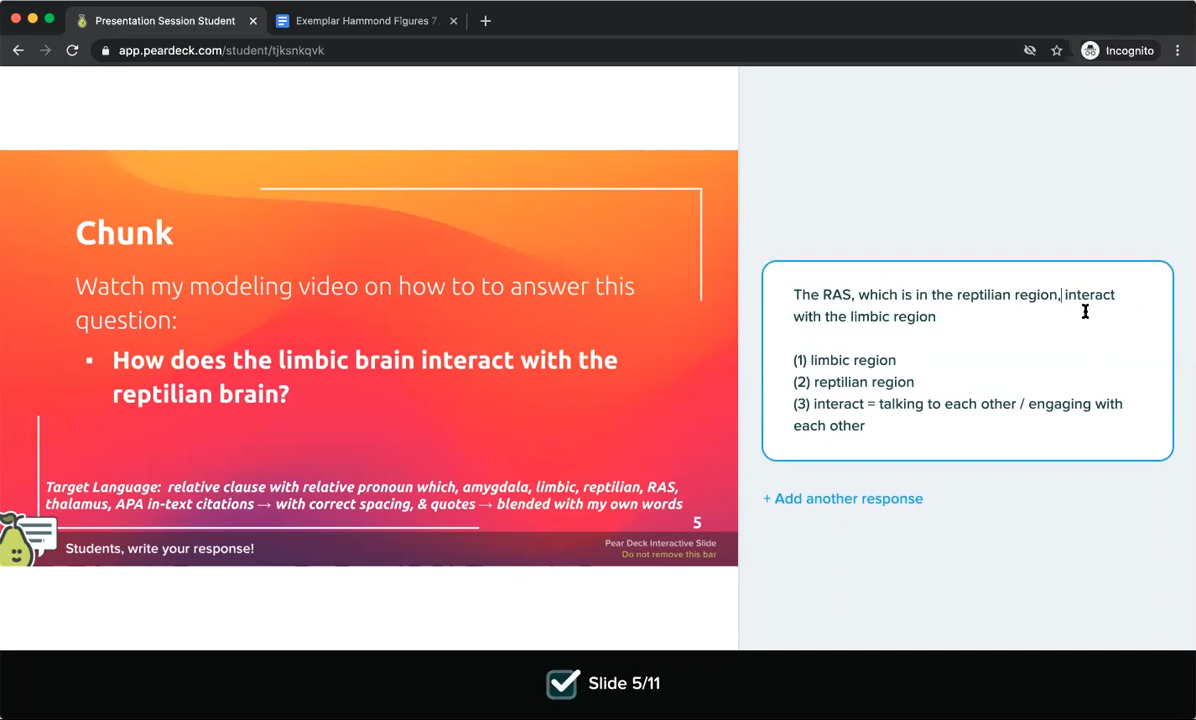 Presentation Session Student
Exemplar Hammond Figures 7.
app.peardeck.com/student/tjksnkqvk
Incognito
Chunk
Watch my modeling video on how to to answer this
question:
▪ How does the limbic brain interact with the
reptilian brain?
Target Language: relative clause with relative pronoun which, amygdala, limbic, reptilian, RAS,
thalamus, APA in-text citations → with correct spacing, & quotes → blended with my own words
5
Students, write your response!
Pear Deck Interactive Slide
Do not remove this bar
The RAS, which is in the reptilian region, interact
with the limbic region
(1) limbic region
(2) reptilian region
(3) interact = talking to each other / engaging with
each other
+ Add another response
Slide 5/11